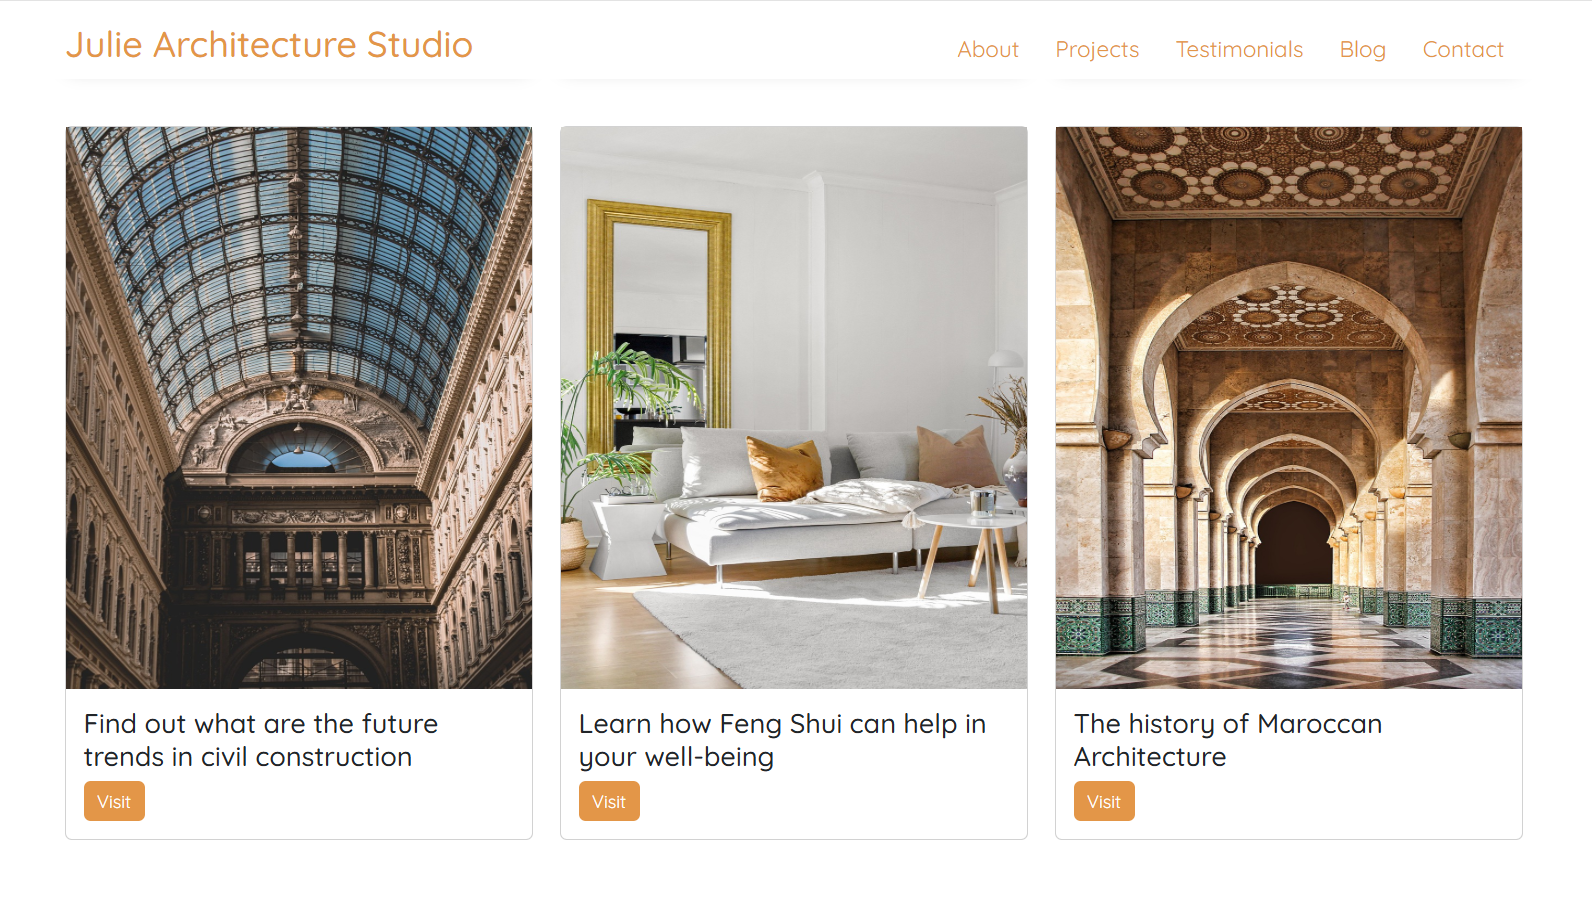 Julie Architecture Studio
About Projects Testimonials Blog Contact
Find out what are the future
trends in civil construction
Visit
Learn how Feng Shui can help in
your well-being
Visit
The history of Maroccan
Architecture
Visit